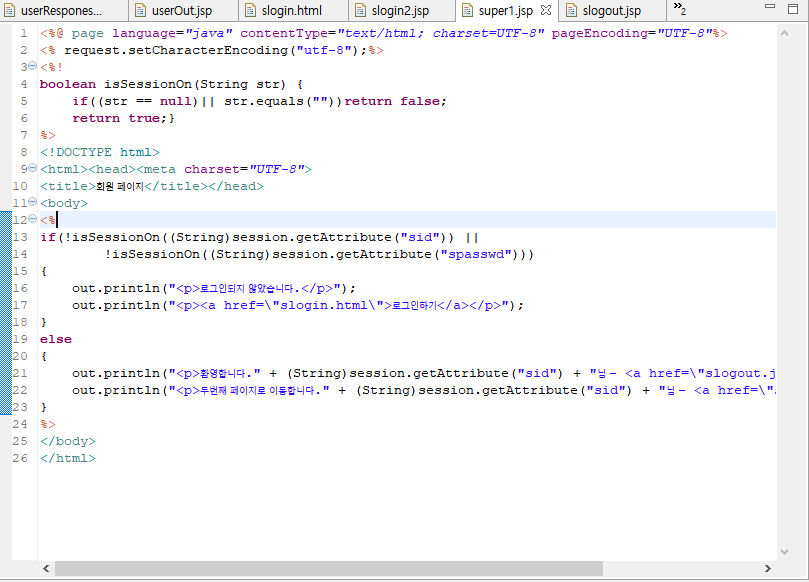 userRespones... userOut.jsp slogin.html slogin2.jsp super1.jsp slogout.jsp »2
1 <%@ page language="java" contentType="text/html; charset=UTF-8" pageEncoding="UTF-8"%>
2 <% request.setCharacterEncoding("utf-8");%>
3 <%!
4 boolean isSessionOn(String str) {
5     if((str == null)|| str.equals(""))return false;
6     return true;}
7 %>
8 <!DOCTYPE html>
9 <html><head><meta charset="UTF-8">
10 <title>회원 페이지</title></head>
11 <body>
12 <%
13 if(!isSessionOn((String)session.getAttribute("sid")) ||
14         !isSessionOn((String)session.getAttribute("spasswd")))
15 {
16     out.println("<p>로그인되지 않았습니다.</p>");
17     out.println("<p><a href=\"slogin.html\">로그인하기</a></p>");
18 }
19 else
20 {
21     out.println("<p>환영합니다." + (String)session.getAttribute("sid") + "님- <a href=\"slogout.j
22     out.println("<p>두번째 페이지로 이동합니다." + (String)session.getAttribute("sid") + "님- <a href=\"
23 }
24 %>
25 </body>
26 </html>